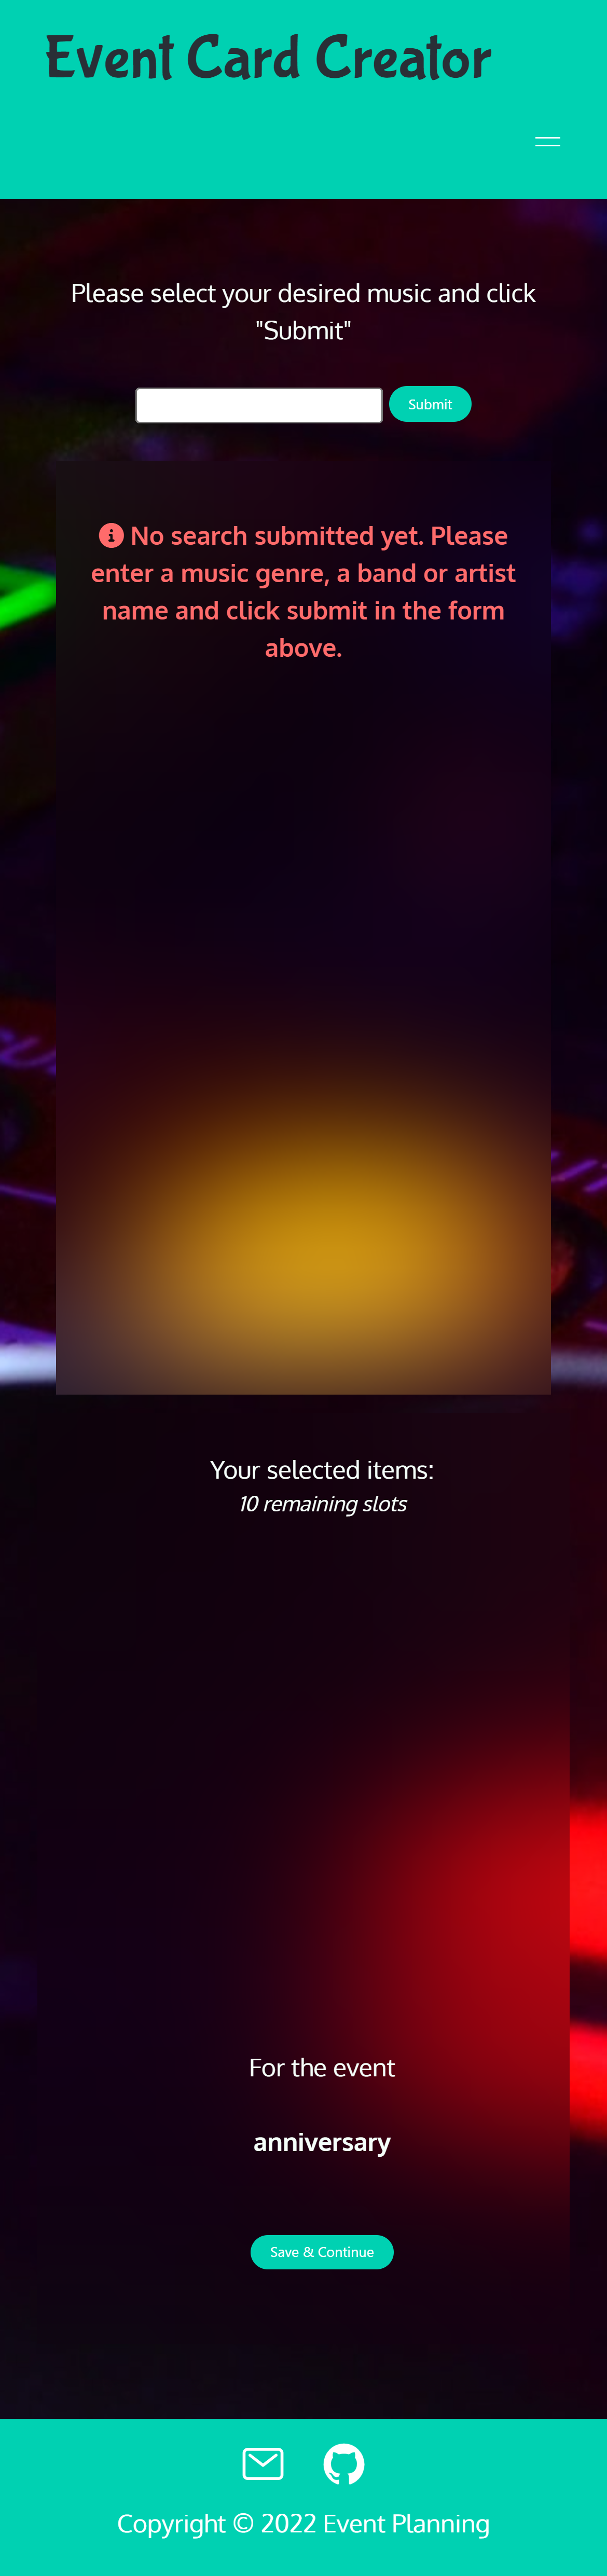 Event Card Creator
Please select your desired music and click
"Submit"
Submit
No search submitted yet. Please
enter a music genre, a band or artist
name and click submit in the form
above.
Your selected items:
10 remaining slots
For the event
anniversary
Save & Continue
Copyright © 2022 Event Planning